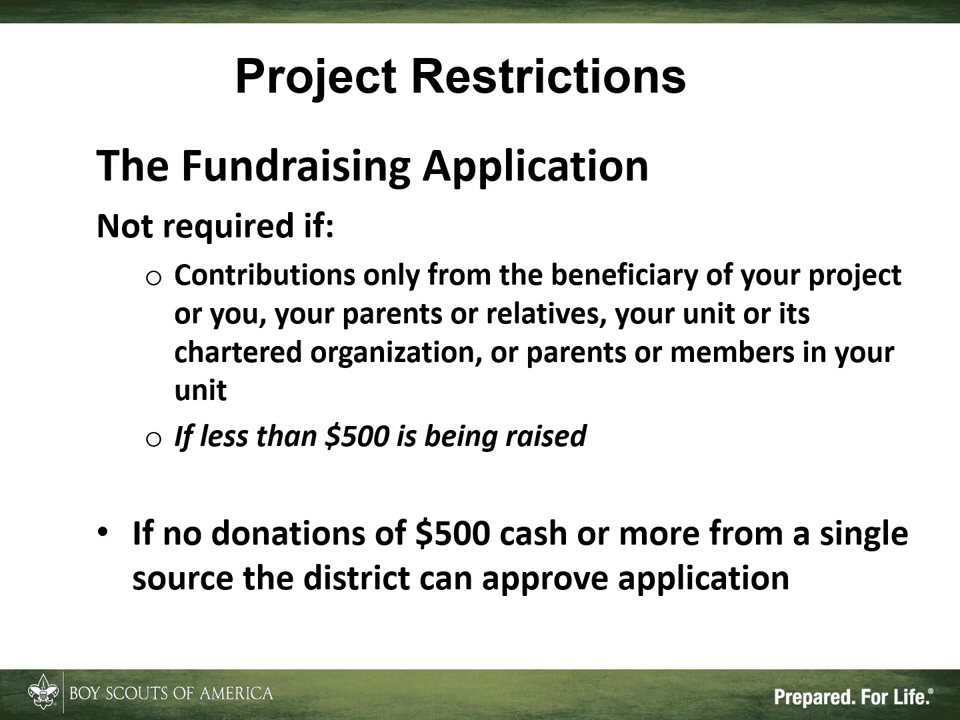 Project Restrictions
The Fundraising Application
Not required if:
o Contributions only from the beneficiary of your project
or you, your parents or relatives, your unit or its
chartered organization, or parents or members in your
unit
o If less than $500 is being raised
• If no donations of $500 cash or more from a single
source the district can approve application
BOY SCOUTS OF AMERICA
Prepared. For Life.®